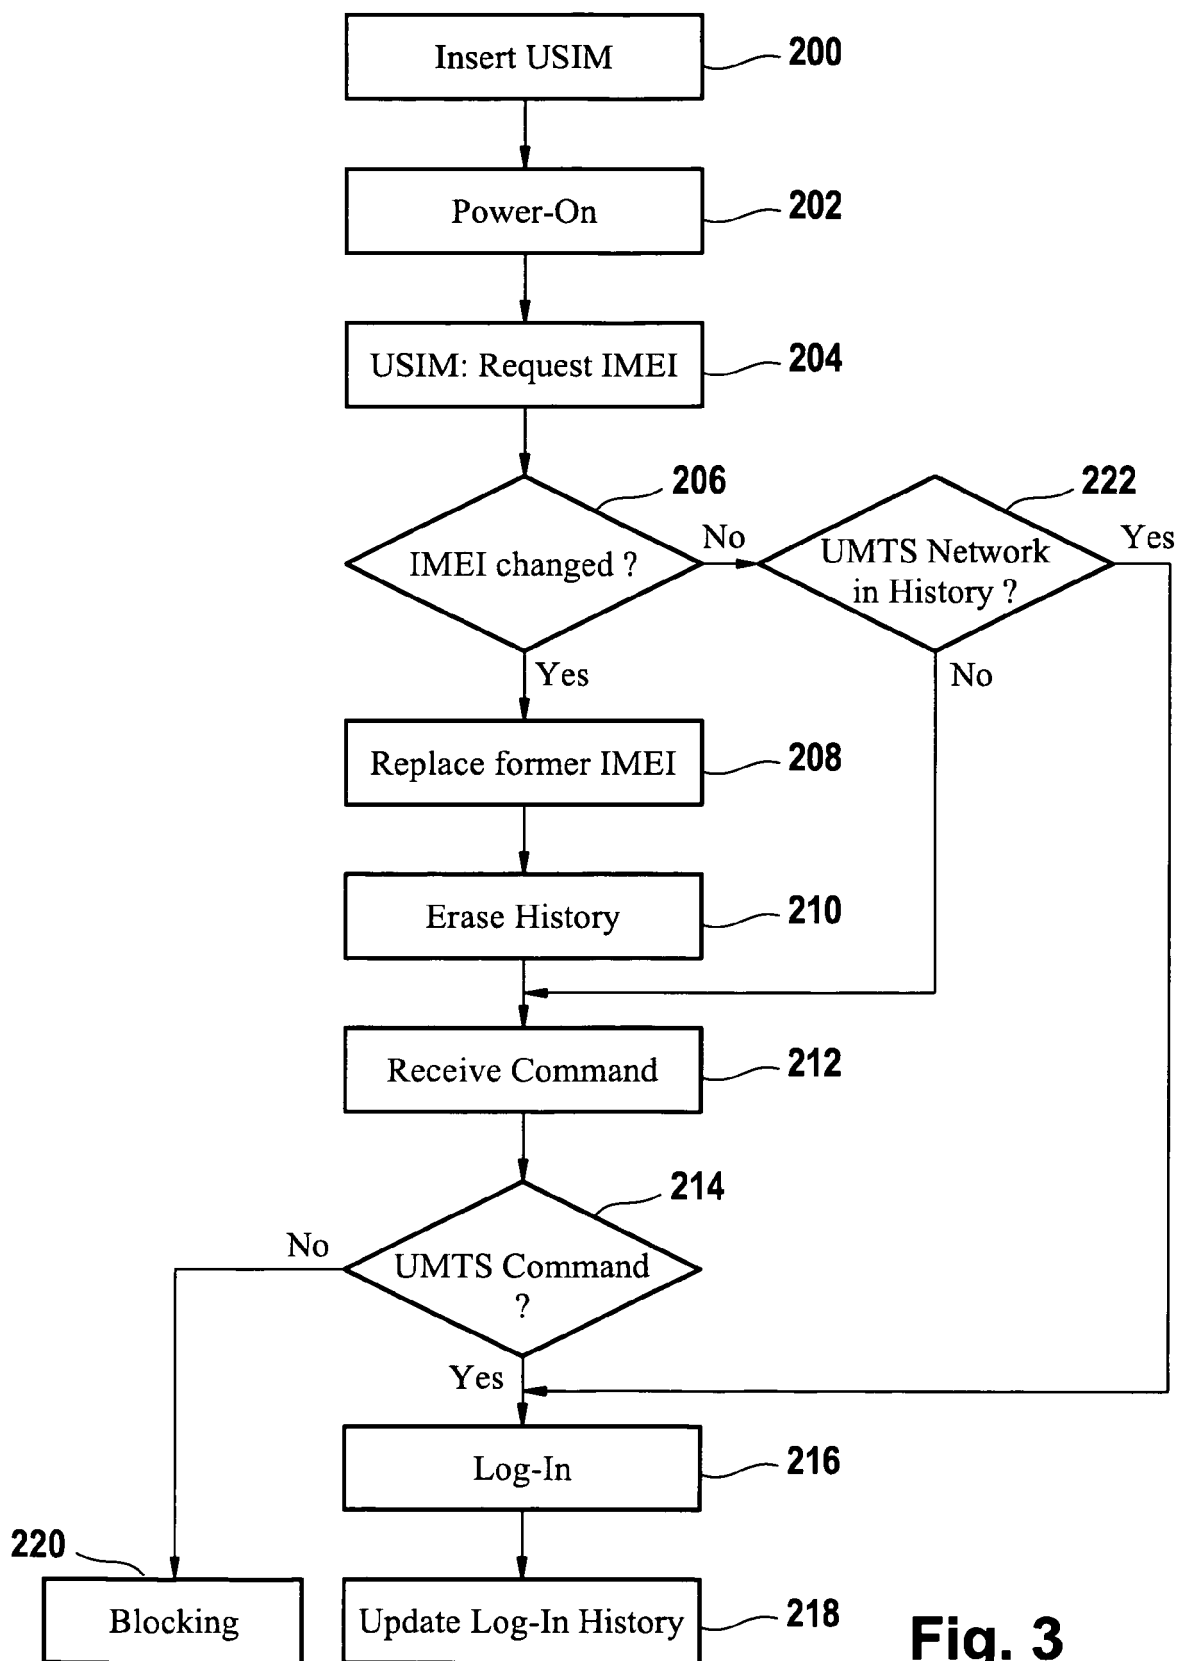 Insert USIM
200
Power-On
202
USIM: Request IMEI
204
206
222
IMEI changed ?
No
UMTS Network
in History ?
Yes
Yes
No
Replace former IMEI
208
Erase History
210
Receive Command
212
214
No
UMTS Command
?
Yes
Log-In
216
220
Blocking
Update Log-In History
218
Fig. 3